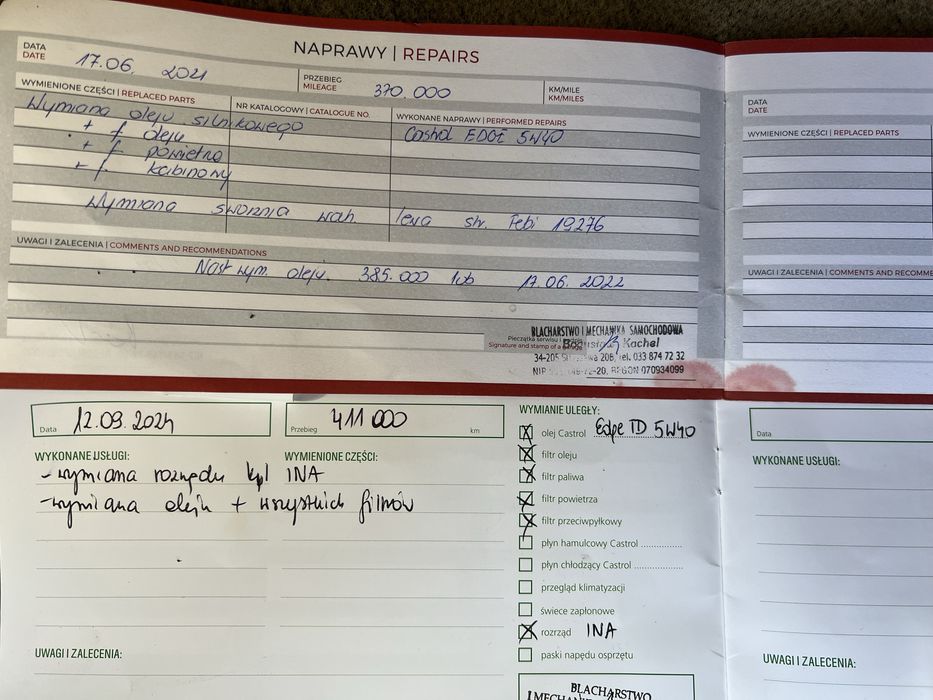 NAPRAWY | REPAIRS
DATA
DATE
17.06. 2021
PRZEBIEG
MILEAGE
370.000
KM/MILE
KM/MILES
WYMIENIONE CZĘŚCI | REPLACED PARTS
NR KATALOGOWY | CATALOGUE NO.
WYKONANE NAPRAWY | PERFORMED REPAIRS
Wymiana oleju silnikowego
Castrol EDGE 5W40
+ f. oleju
+ f. powietrza
+ f. kabinowy
Wymiana sworznia wah lewa str. Febi 19276
UWAGI I ZALECENIA | COMMENTS AND RECOMMENDATIONS
Nast wym. oleju. 385.000 lub 17.06.2022
Pieczątka serwisu i
Signature and stamp of a
BLACHARSTWO I MECHANIKA SAMOCHODOWA
Kachel
34-205 20B, tel. 033 874 72 32
NIP REGON 070934099
DATA
DATE
WYMIENIONE CZĘŚCI | REPLACED PARTS
UWAGI I ZALECENIA | COMMENTS AND RECOMME
Data 12.09.2024
Przebieg 411 000 km
WYKONANE USŁUGI:
WYMIENIONE CZĘŚCI:
- wymiana rozrządu kpl INA
- wymiana oleju + wszystkich filtrów
UWAGI I ZALECENIA:
WYMIANIE ULEGŁY:
olej Castrol Edge TD 5W40
filtr oleju
filtr paliwa
filtr powietrza
filtr przeciwpyłkowy
płyn hamulcowy Castrol ..............
płyn chłodzący Castrol ................
przegląd klimatyzacji
świece zapłonowe
rozrząd INA
paski napędu osprzętu
BLACHARSTWO
Data
WYKONANE USŁUGI:
UWAGI I ZALECENIA: